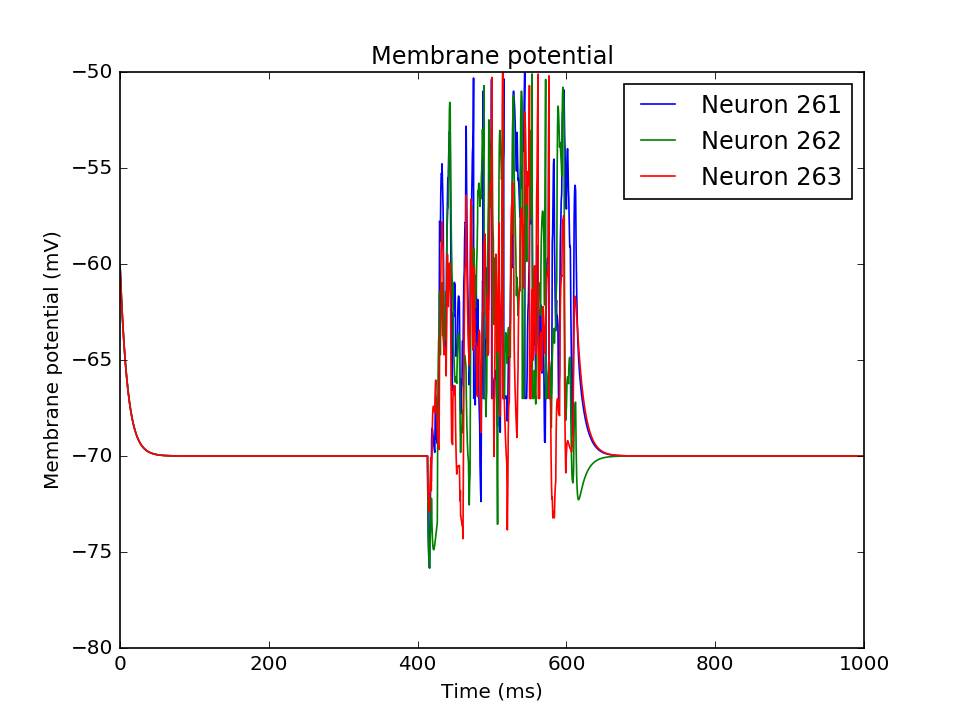 Membrane potential
−50
−55
−60
−65
−70
−75
−80
Membrane potential (mV)
Neuron 261
Neuron 262
Neuron 263
0 200 400 600 800 1000
Time (ms)